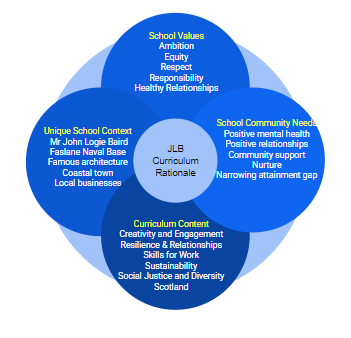 School Values
Ambition
Equity
Respect
Responsibility
Healthy Relationships
Unique School Context
Mr John Logie Baird
Faslane Naval Base
Famous architecture
Coastal town
Local businesses
JLB
Curriculum
Rationale
School Community Needs
Positive mental health
Positive relationships
Community support
Nurture
Narrowing attainment gap
Curriculum Content
Creativity and Engagement
Resilience & Relationships
Skills for Work
Sustainability
Social Justice and Diversity
Scotland